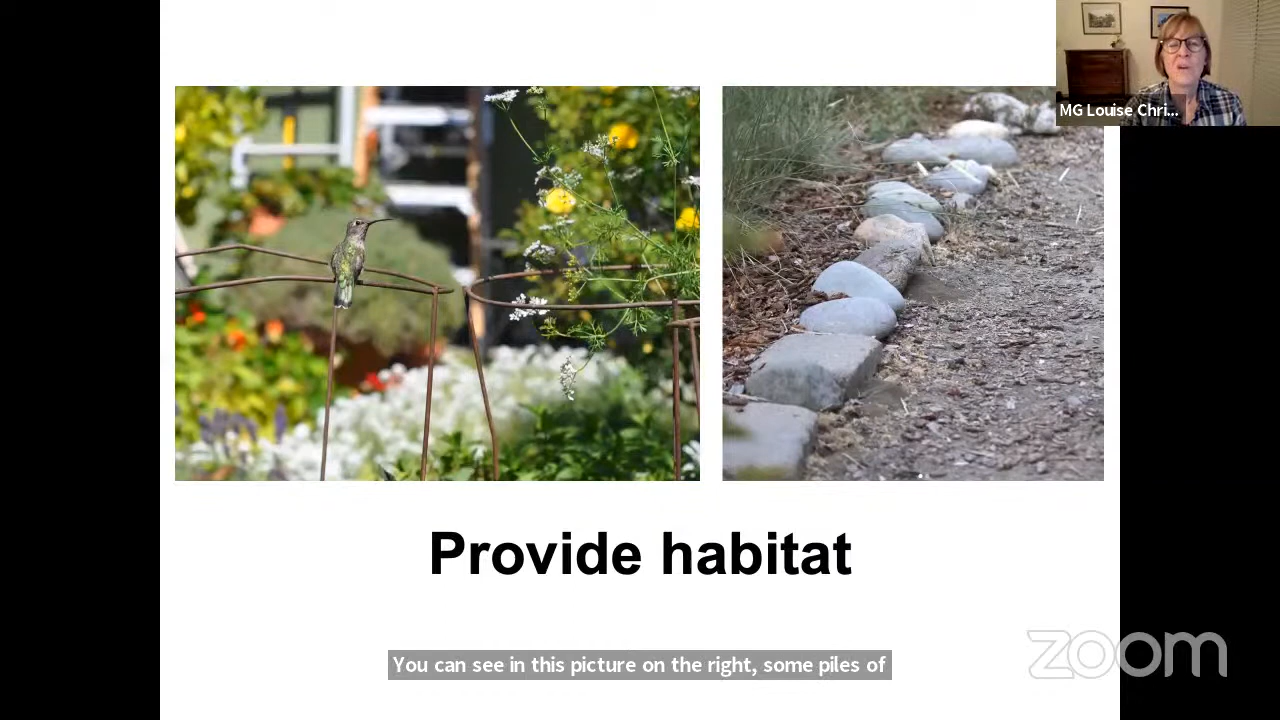 MG Louise Chri...
Provide habitat
You can see in this picture on the right, some piles of
zoom